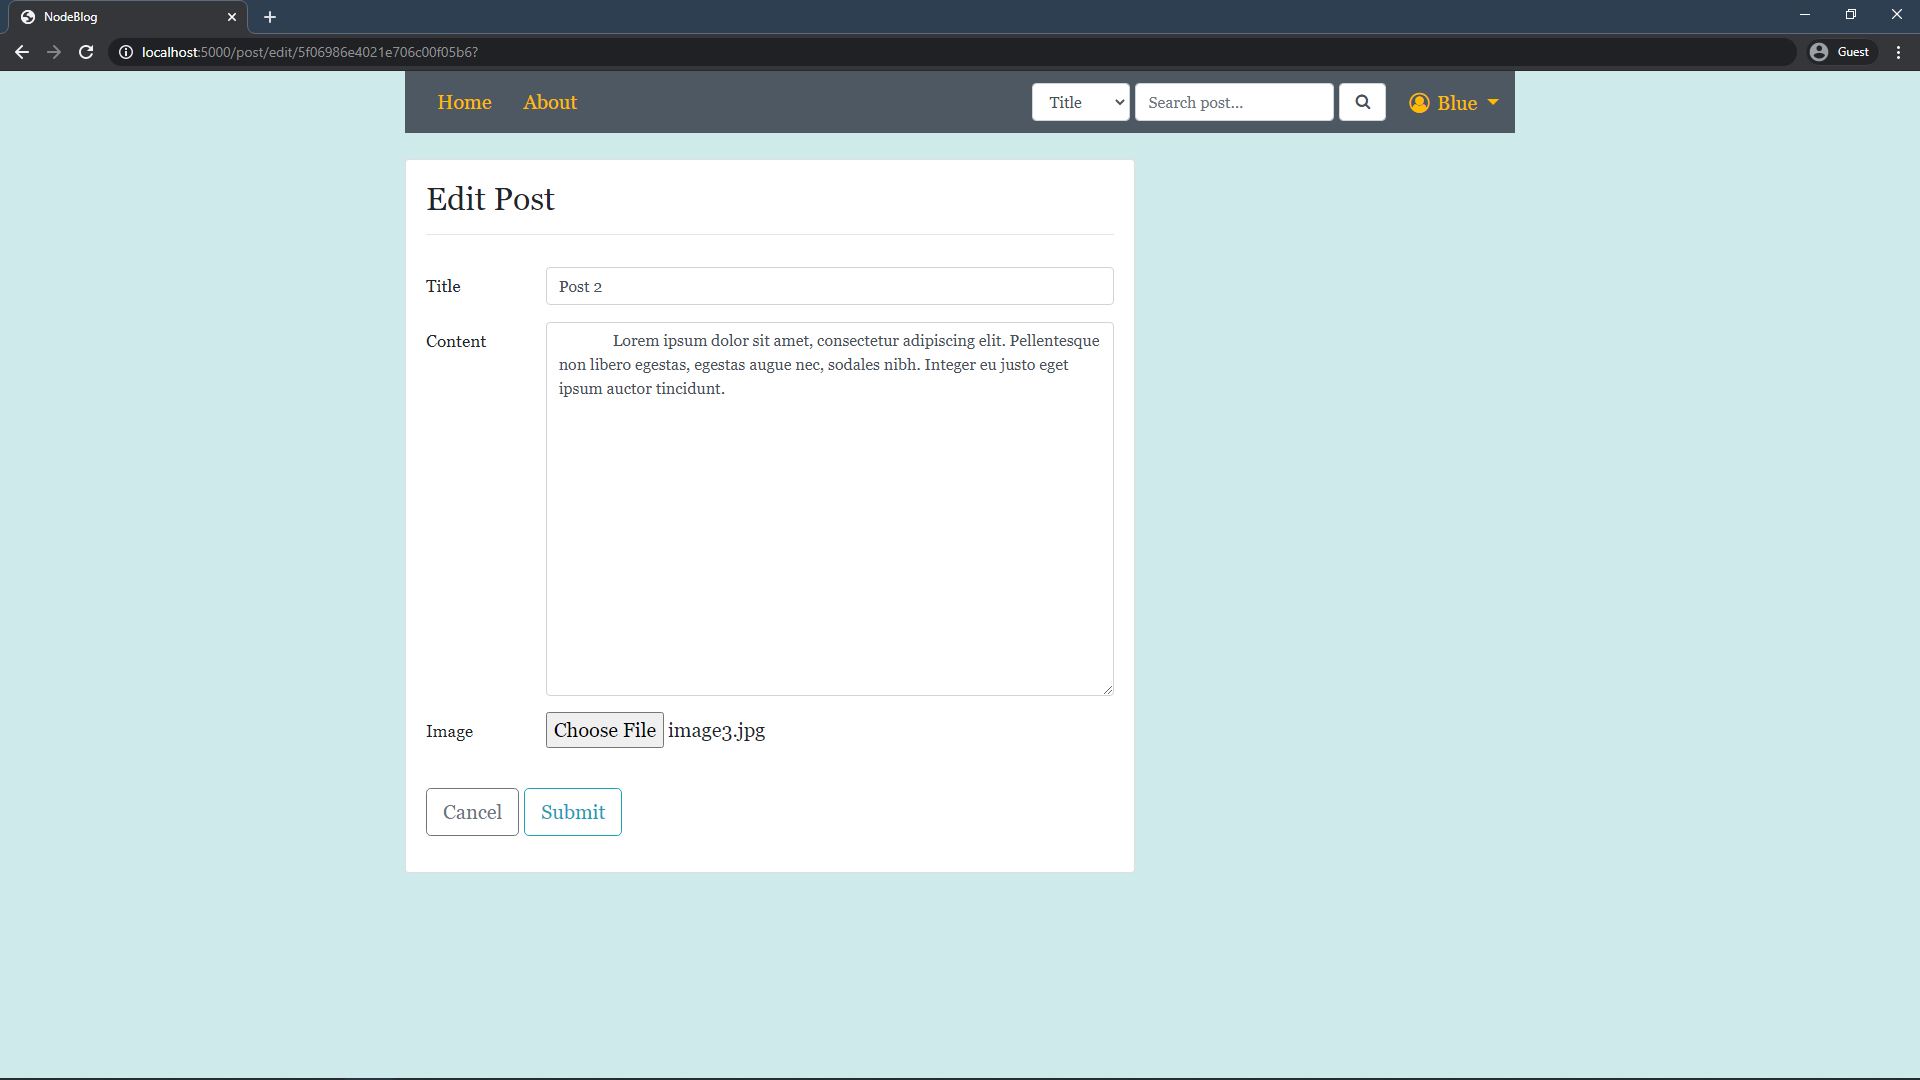 NodeBlog
localhost:5000/post/edit/5f06986e4021e706c00f05b6?
Guest
Home About Title Search post... Blue
Edit Post
Title Post 2
Content Lorem ipsum dolor sit amet, consectetur adipiscing elit. Pellentesque
non libero egestas, egestas augue nec, sodales nibh. Integer eu justo eget
ipsum auctor tincidunt.
Image Choose File image3.jpg
Cancel Submit